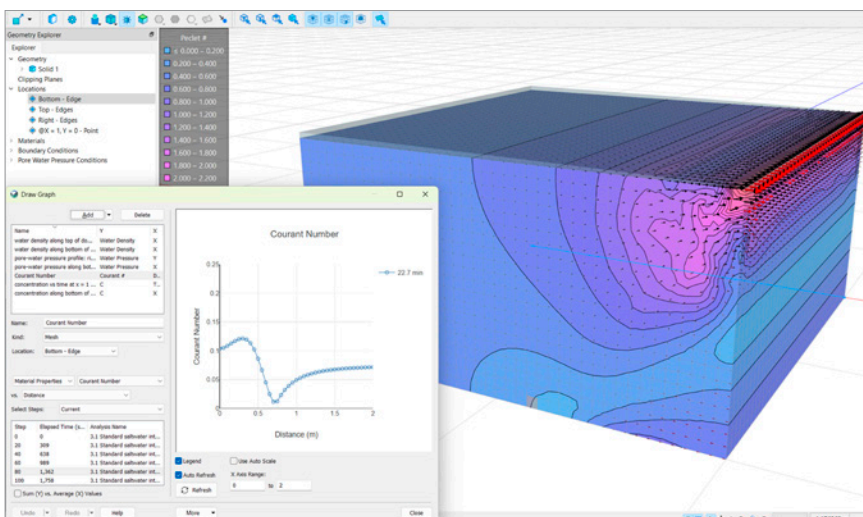 Geometry Explorer
Explorer
Geometry
Solid 1
Clipping Planes
Locations
Bottom - Edge
Top - Edges
Right - Edges
@X = 1, Y = 0 - Point
Materials
Boundary Conditions
Pore Water Pressure Conditions
Peclet #
≤ 0.000 - 0.200
0.200 - 0.400
0.400 - 0.600
0.600 - 0.800
0.800 - 1.000
1.000 - 1.200
1.200 - 1.400
1.400 - 1.600
1.600 - 1.800
1.800 - 2.000
2.000 - 2.200
Draw Graph
Add Delete
Name Y X
water density along top of do... Water Density X
water density along bottom of ... Water Density X
pore-water pressure profile: ri... Water Pressure Y
pore-water pressure along bot... Water Pressure X
Courant Number Courant # D...
concentration vs time at x = 1 ... C T...
concentration along bottom of ... C X
Name: Courant Number
Kind: Mesh
Location: Bottom - Edge
Material Properties Courant Number
vs. Distance
Select Steps: Current
Step Elapsed Time (s... Analysis Name
0 0 3.1 Standard saltwater int...
20 309 3.1 Standard saltwater int...
40 638 3.1 Standard saltwater int...
60 989 3.1 Standard saltwater int...
80 1,362 3.1 Standard saltwater int...
100 1,758 3.1 Standard saltwater int...
Sum (Y) vs. Average (X) Values
Courant Number
22.7 min
Courant Number
0.25
0.2
0.15
0.1
0.05
0
0 0.5 1 1.5 2
Distance (m)
Legend Use Auto Scale
Auto Refresh X Axis Range:
Refresh 0 to 2
Undo Redo Help More Close